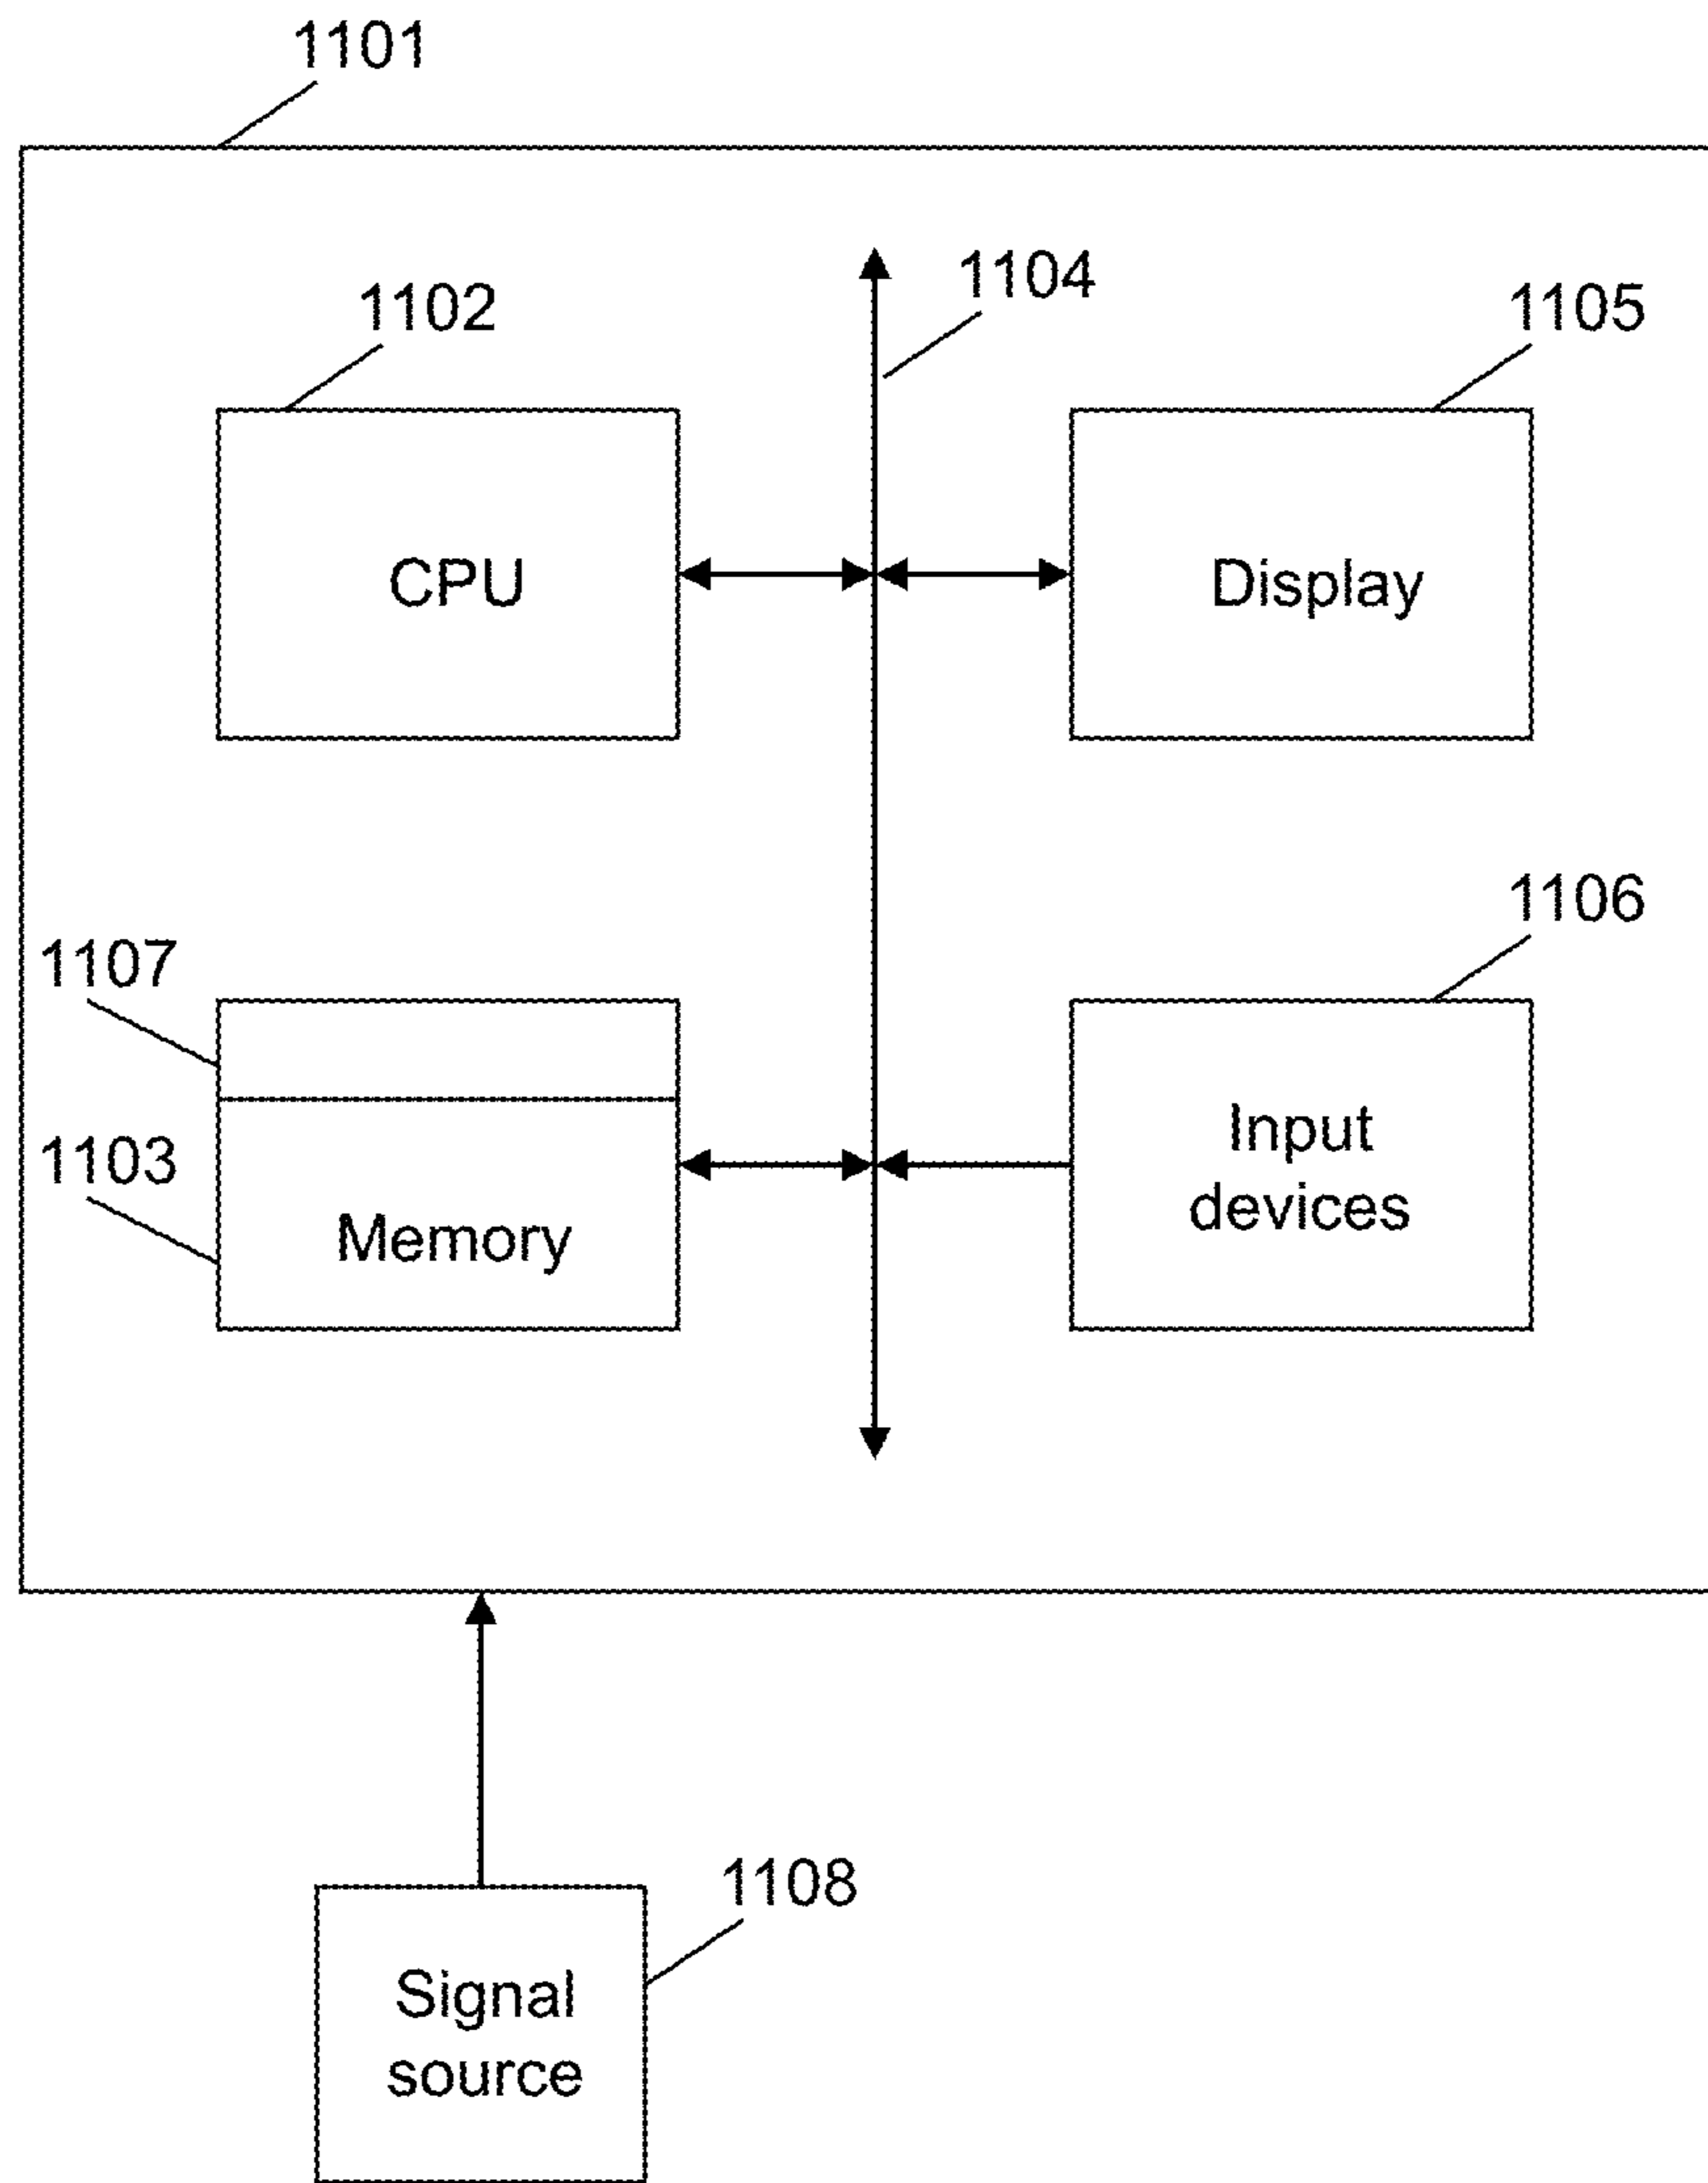 1101
1104
1102
1105
CPU
Display
1106
1107
1103
Input
devices
Memory
1108
Signal
source